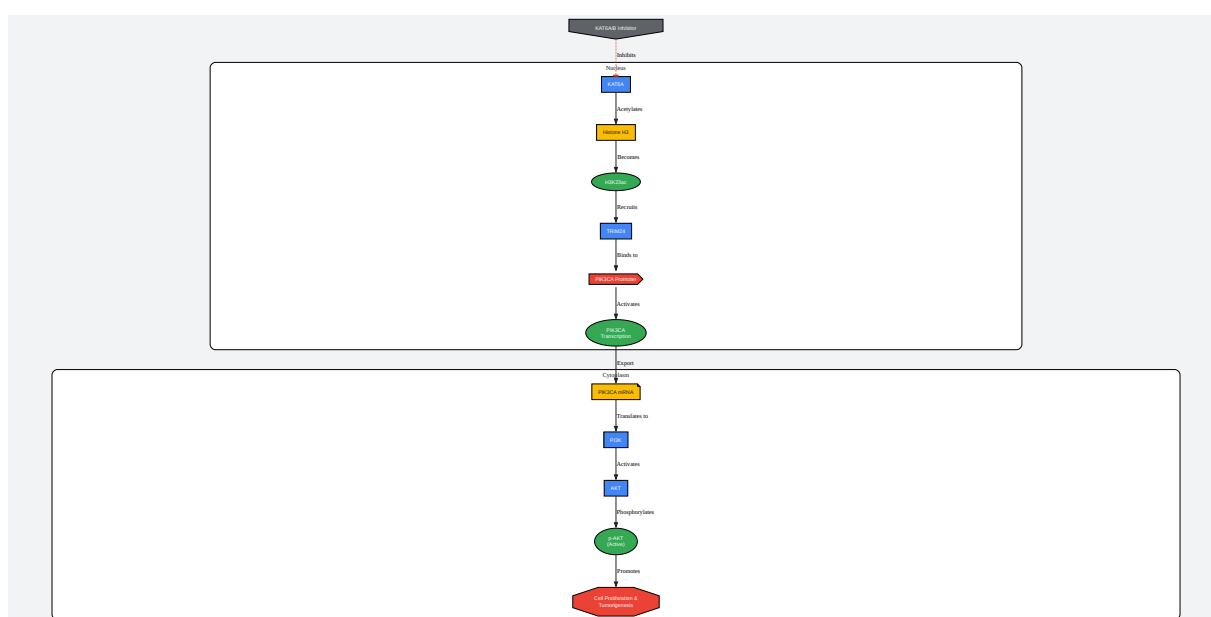 KAT6A/B Inhibitor
Inhibits
Nucleus
KAT6A
Acetylates
Histone H3
Becomes
H3K23ac
Recruits
TRIM24
Binds to
PIK3CA Promoter
Activates
PIK3CA
Transcription
Export
Cytoplasm
PIK3CA mRNA
Translates to
PI3K
Activates
AKT
Phosphorylates
p-AKT
(Active)
Promotes
Cell Proliferation &
Tumorigenesis